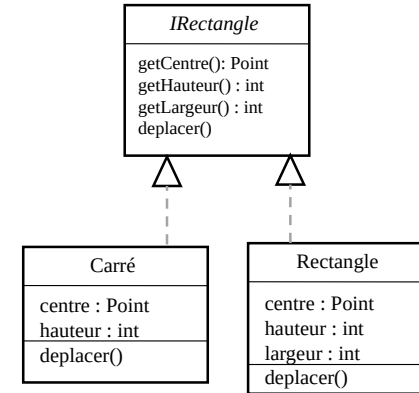 IRectangle
getCentre(): Point
getHauteur() : int
getLargeur() : int
deplacer()
Carré
centre : Point
hauteur : int
deplacer()
Rectangle
centre : Point
hauteur : int
largeur : int
deplacer()